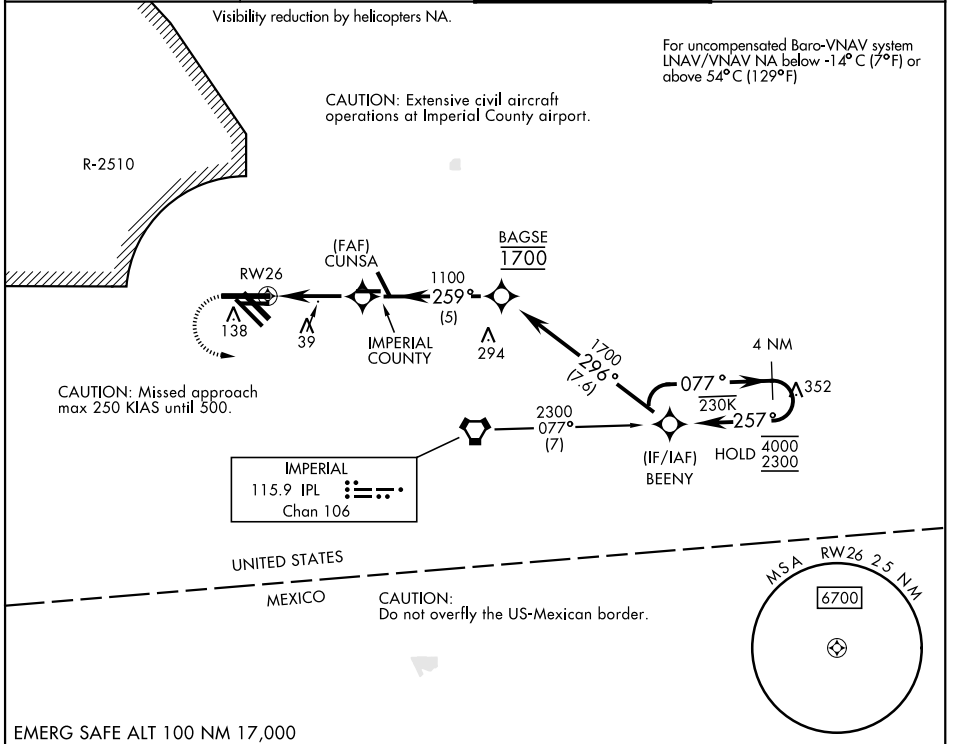 Visibility reduction by helicopters NA.
For uncompensated Baro-VNAV system
LNAV/VNAV NA below -14°C (7°F) or
above 54°C (129°F)
CAUTION: Extensive civil aircraft
operations at Imperial County airport.
R-2510
BAGSE
1700
(FAF)
CUNSA
RW26
1100
259°
(5)
138
39
IMPERIAL
COUNTY
294
1700
296°
(7.6)
4 NM
077°
230K
352
257°
HOLD
4000
2300
(IF/IAF)
BEENY
CAUTION: Missed approach
max 250 KIAS until 500.
2300
077°
(7)
IMPERIAL
115.9 IPL
Chan 106
UNITED STATES
MEXICO
CAUTION:
Do not overfly the US-Mexican border.
MSA RW26 25 NM
6700
EMERG SAFE ALT 100 NM 17,000